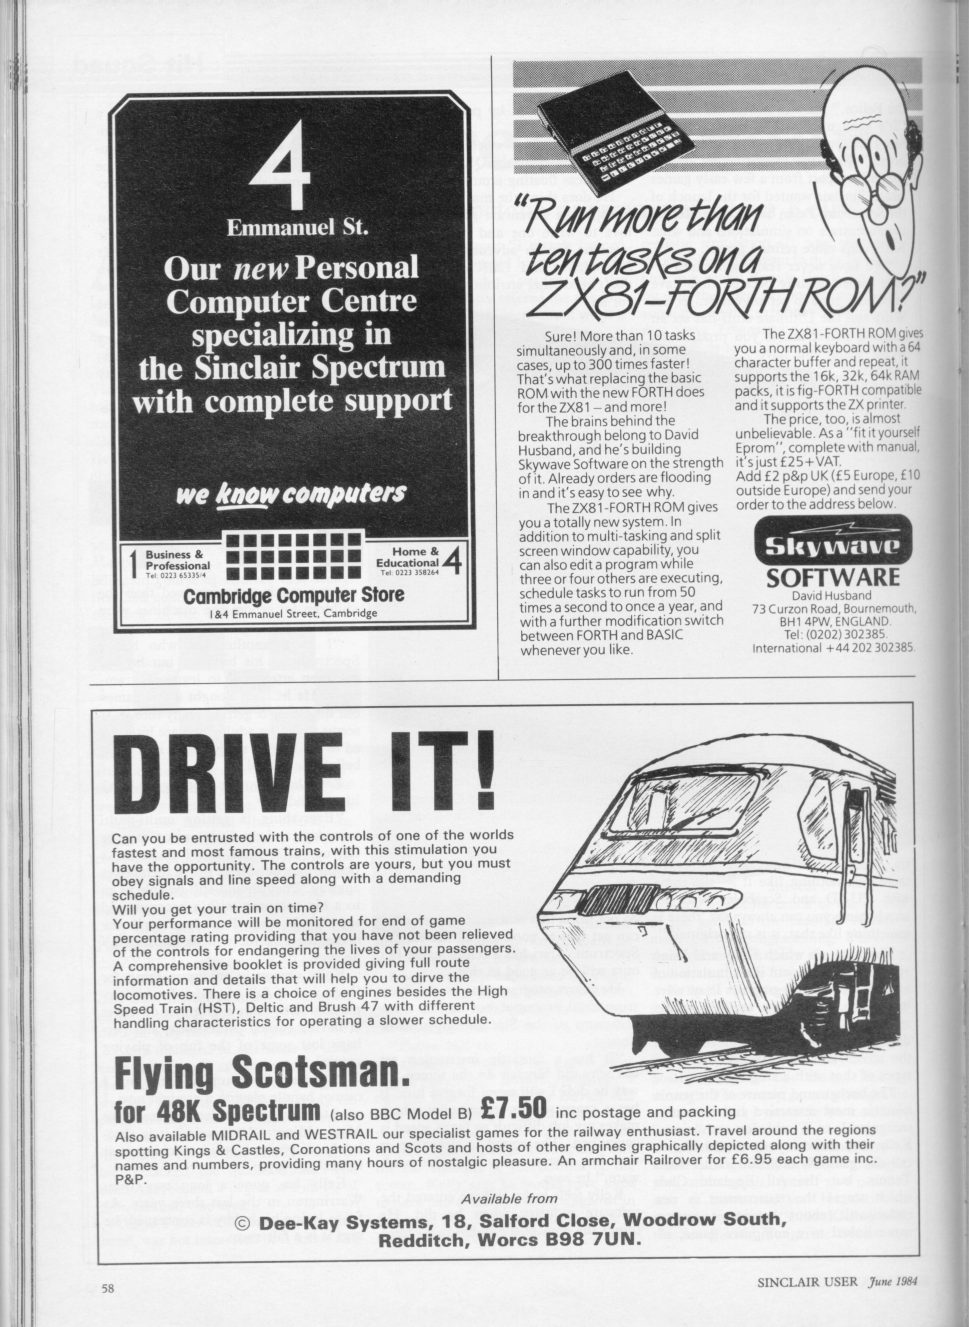 4
Emmanuel St.
Our new Personal
Computer Centre
specializing in
the Sinclair Spectrum
with complete support
we know computers
1 Business &
Professional
Tel: 0223 65335/4
Home & 4
Educational
Tel: 0223 358264
Cambridge Computer Store
1&4 Emmanuel Street, Cambridge
"Run more than
ten tasks on a
ZX81–FORTH ROM?"
Sure! More than 10 tasks
simultaneously and, in some
cases, up to 300 times faster!
That's what replacing the basic
ROM with the new FORTH does
for the ZX81 – and more!
The brains behind the
breakthrough belong to David
Husband, and he's building
Skywave Software on the strength
of it. Already orders are flooding
in and it's easy to see why.
The ZX81-FORTH ROM gives
you a totally new system. In
addition to multi-tasking and split
screen window capability, you
can also edit a program while
three or four others are executing,
schedule tasks to run from 50
times a second to once a year, and
with a further modification switch
between FORTH and BASIC
whenever you like.
The ZX81-FORTH ROM gives
you a normal keyboard with a 64
character buffer and repeat, it
supports the 16k, 32k, 64k RAM
packs, it is fig-FORTH compatible
and it supports the ZX printer.
The price, too, is almost
unbelievable. As a "fit it yourself
Eprom", complete with manual,
it's just £25+VAT.
Add £2 p&p UK (£5 Europe, £10
outside Europe) and send your
order to the address below.
Skywave
SOFTWARE
David Husband
73 Curzon Road, Bournemouth,
BH1 4PW, ENGLAND.
Tel: (0202) 302385.
International +44 202 302385.
DRIVE IT!
Can you be entrusted with the controls of one of the worlds
fastest and most famous trains, with this stimulation you
have the opportunity. The controls are yours, but you must
obey signals and line speed along with a demanding
schedule.
Will you get your train on time?
Your performance will be monitored for end of game
percentage rating providing that you have not been relieved
of the controls for endangering the lives of your passengers.
A comprehensive booklet is provided giving full route
information and details that will help you to dirve the
locomotives. There is a choice of engines besides the High
Speed Train (HST), Deltic and Brush 47 with different
handling characteristics for operating a slower schedule.
Flying Scotsman.
for 48K Spectrum (also BBC Model B) £7.50 inc postage and packing
Also available MIDRAIL and WESTRAIL our specialist games for the railway enthusiast. Travel around the regions
spotting Kings & Castles, Coronations and Scots and hosts of other engines graphically depicted along with their
names and numbers, providing many hours of nostalgic pleasure. An armchair Railrover for £6.95 each game inc.
P&P.
Available from
© Dee-Kay Systems, 18, Salford Close, Woodrow South,
Redditch, Worcs B98 7UN.
58
SINCLAIR USER June 1984